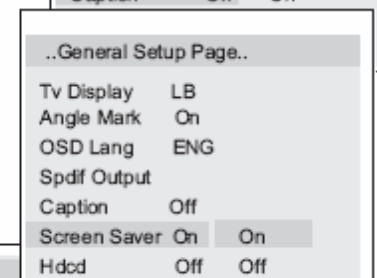 ..General Setup Page..
Tv Display LB
Angle Mark On
OSD Lang ENG
Spdif Output
Caption Off
Screen Saver On On
Hdcd Off Off